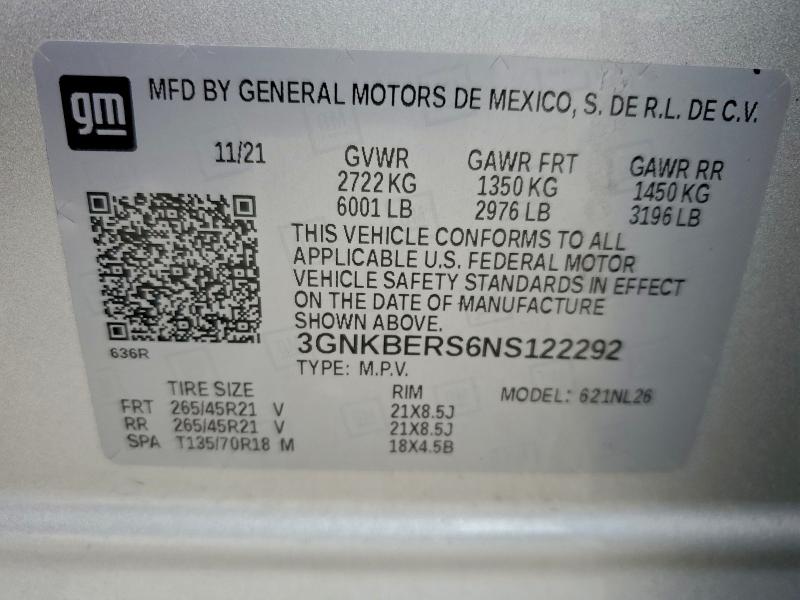 gm MFD BY GENERAL MOTORS DE MEXICO, S. DE R.L. DE C.V.
11/21 GVWR GAWR FRT GAWR RR
2722 KG 1350 KG 1450 KG
6001 LB 2976 LB 3196 LB
THIS VEHICLE CONFORMS TO ALL
APPLICABLE U.S. FEDERAL MOTOR
VEHICLE SAFETY STANDARDS IN EFFECT
ON THE DATE OF MANUFACTURE
SHOWN ABOVE.
3GNKBERS6NS122292
636R
TYPE: M.P.V.
TIRE SIZE RIM MODEL: 621NL26
FRT 265/45R21 V 21X8.5J
RR 265/45R21 V 21X8.5J
SPA T135/70R18 M 18X4.5B